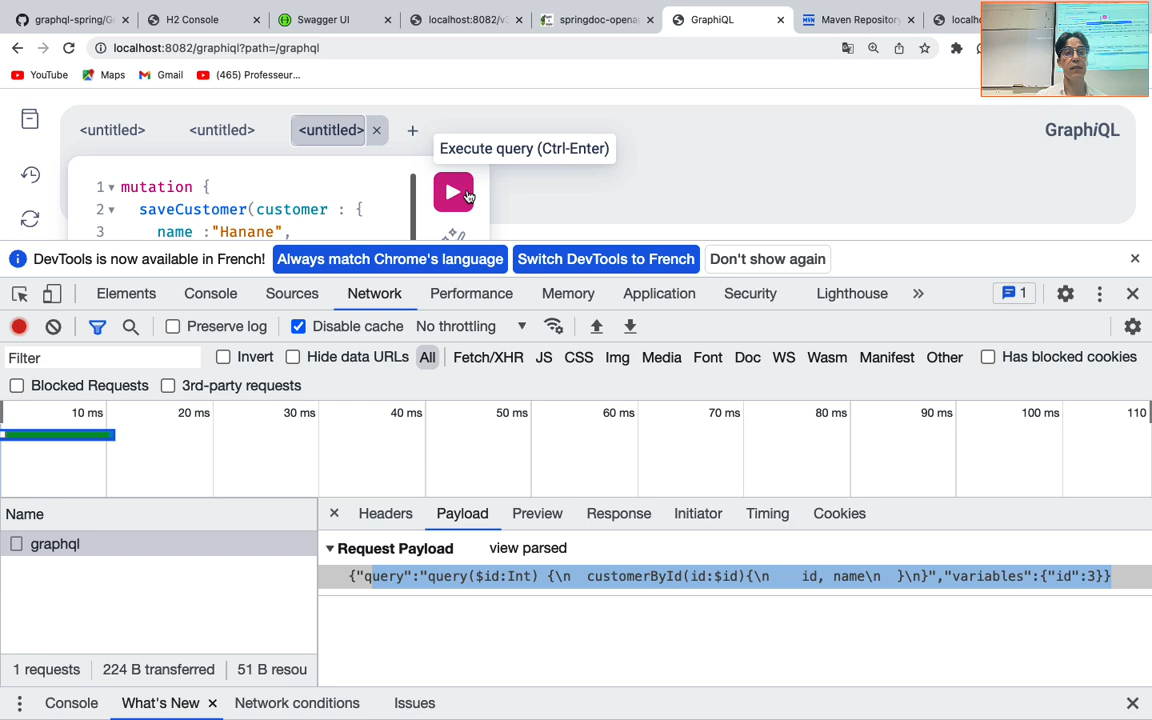 graphql-spring/G
H2 Console
Swagger UI
localhost:8082/v3
springdoc-opena
GraphiQL
Maven Repository
localh
localhost:8082/graphiql?path=/graphql
YouTube
Maps
Gmail
(465) Professeur...
<untitled>
<untitled>
<untitled>
GraphiQL
Execute query (Ctrl-Enter)
1 mutation {
2 saveCustomer(customer : {
3 name :"Hanane",
DevTools is now available in French!
Always match Chrome's language
Switch DevTools to French
Don't show again
Elements
Console
Sources
Network
Performance
Memory
Application
Security
Lighthouse
1
Preserve log
Disable cache
No throttling
Filter
Invert
Hide data URLs
All
Fetch/XHR
JS
CSS
Img
Media
Font
Doc
WS
Wasm
Manifest
Other
Has blocked cookies
Blocked Requests
3rd-party requests
10 ms
20 ms
30 ms
40 ms
50 ms
60 ms
70 ms
80 ms
90 ms
100 ms
110
Name
Headers
Payload
Preview
Response
Initiator
Timing
Cookies
graphql
Request Payload
view parsed
{"query":"query($id:Int) {\n  customerById(id:$id){\n    id, name\n  }\n}","variables":{"id":3}}
1 requests
224 B transferred
51 B resou
Console
What's New
Network conditions
Issues